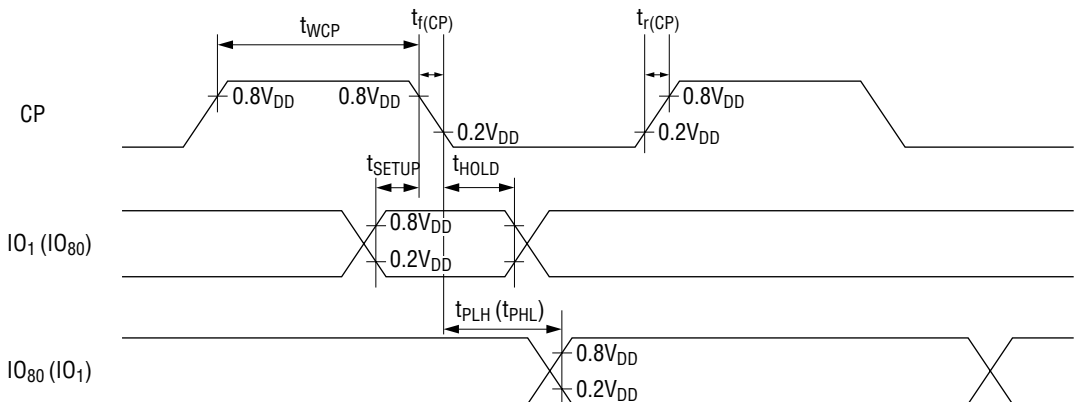 tWCP tf(CP) tr(CP)
CP 0.8VDD 0.8VDD 0.2VDD 0.8VDD 0.2VDD
tSETUP tHOLD
IO1 (IO80) 0.8VDD 0.2VDD
tPLH (tPHL)
IO80 (IO1) 0.8VDD 0.2VDD